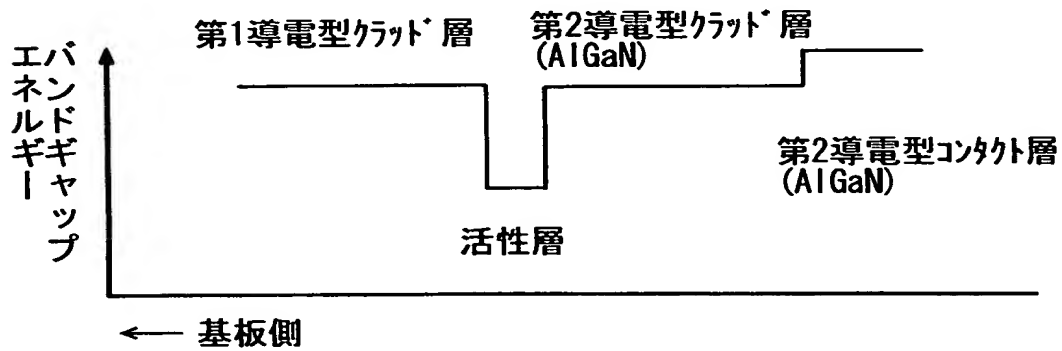 バンドギャップ
エネルギー
第1導電型ｸﾗｯﾄﾞ層
第2導電型ｸﾗｯﾄﾞ層
(AlGaN)
第2導電型ｺﾝﾀｸﾄ層
(AlGaN)
活性層
← 基板側